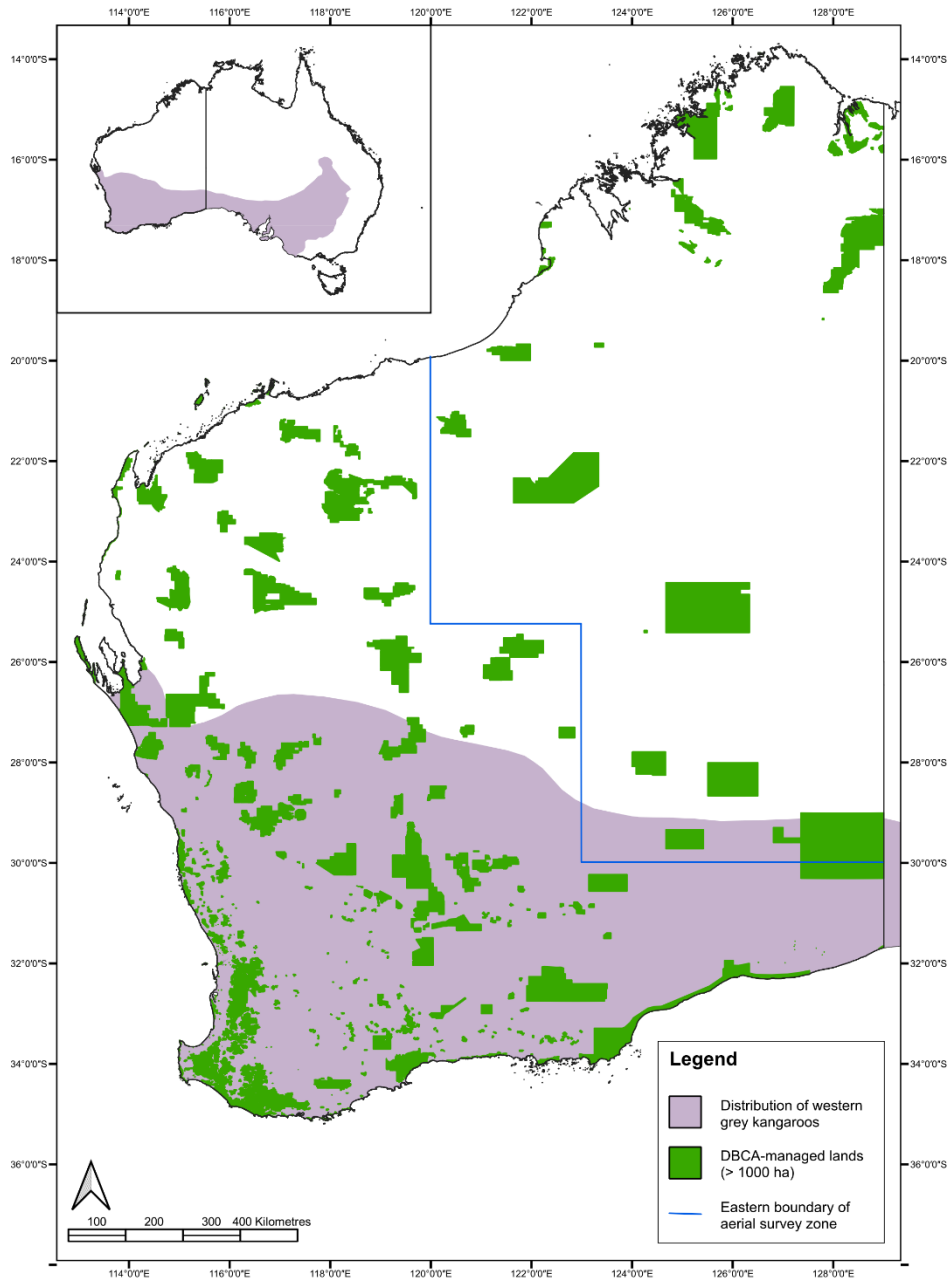 114°0'0"E 116°0'0"E 118°0'0"E 120°0'0"E 122°0'0"E 124°0'0"E 126°0'0"E 128°0'0"E
14°0'0"S 14°0'0"S
16°0'0"S 16°0'0"S
18°0'0"S 18°0'0"S
20°0'0"S 20°0'0"S
22°0'0"S 22°0'0"S
24°0'0"S 24°0'0"S
26°0'0"S 26°0'0"S
28°0'0"S 28°0'0"S
30°0'0"S 30°0'0"S
32°0'0"S 32°0'0"S
34°0'0"S 34°0'0"S
36°0'0"S 36°0'0"S
Legend
Distribution of western
grey kangaroos
DBCA-managed lands
(> 1000 ha)
Eastern boundary of
aerial survey zone
100 200 300 400 Kilometres
114°0'0"E 116°0'0"E 118°0'0"E 120°0'0"E 122°0'0"E 124°0'0"E 126°0'0"E 128°0'0"E